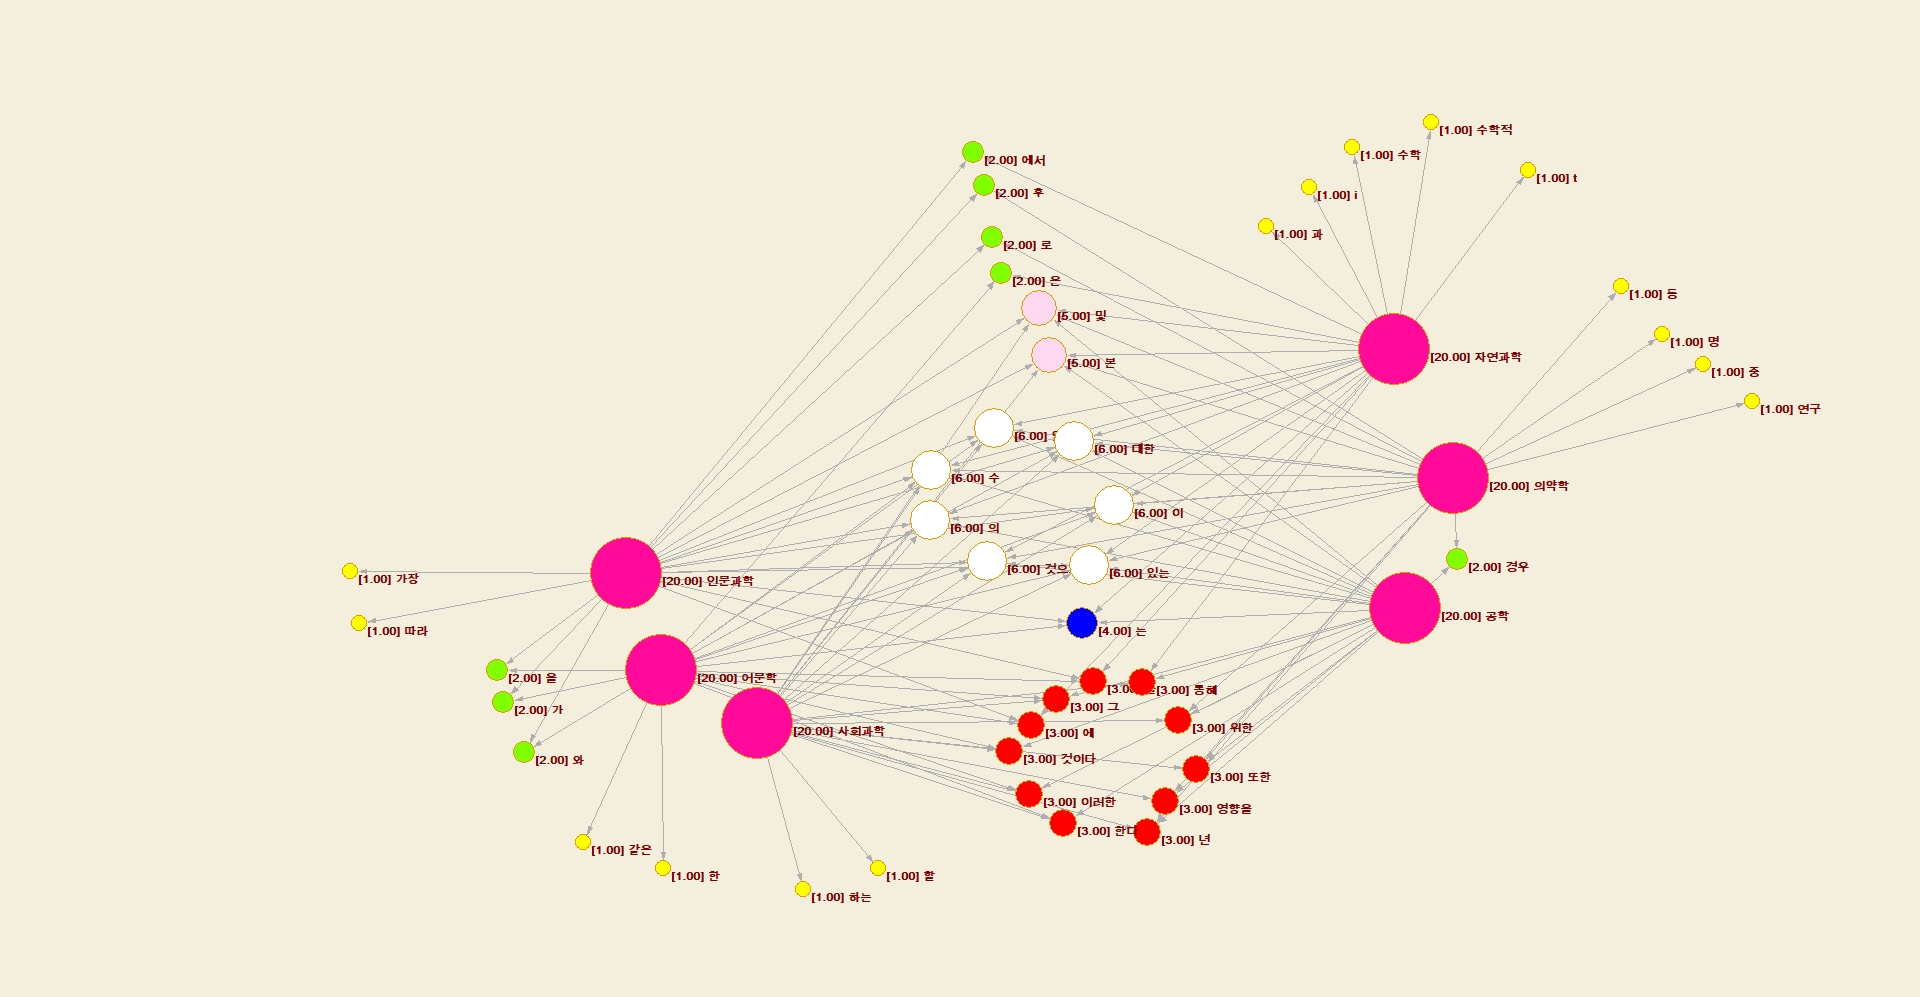 [1.00] 수학적
[1.00] 수학
[2.00] 에서
[1.00] t
[2.00] 후
[1.00] i
[1.00] 과
[2.00] 로
[2.00] 은
[1.00] 등
[5.00] 및
[1.00] 명
[20.00] 자연과학
[5.00] 본
[1.00] 중
[1.00] 연구
[6.00]
[6.00] 대한
[6.00] 수
[20.00] 의약학
[6.00] 이
[6.00] 의
[2.00] 경우
[6.00] 것으
[6.00] 있는
[1.00] 가장
[20.00] 인문과학
[20.00] 공학
[1.00] 따라
[4.00] 는
[2.00] 을
[20.00] 어문학
[3.00]
[3.00] 통해
[3.00] 그
[2.00] 가
[3.00] 위한
[20.00] 사회과학
[3.00] 에
[3.00] 것이다
[2.00] 와
[3.00] 또한
[3.00] 이러한
[3.00] 영향을
[3.00] 한다
[3.00] 년
[1.00] 같은
[1.00] 한
[1.00] 할
[1.00] 하는